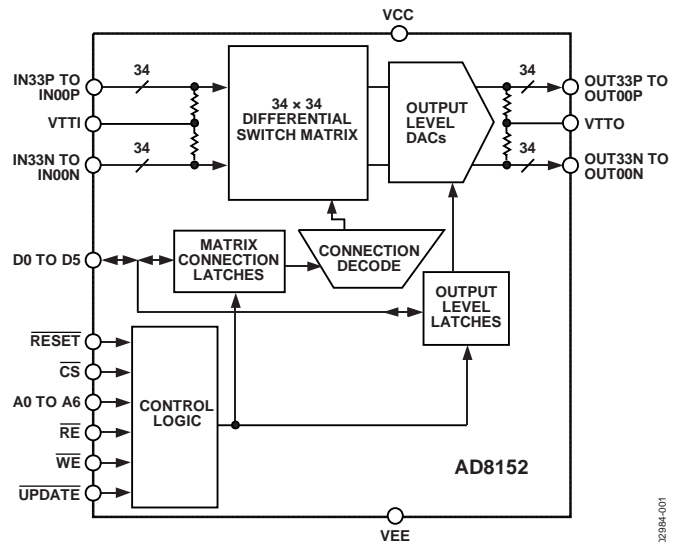 VCC
IN33P TO
IN00P
34
VTTI
34
IN33N TO
IN00N
34 × 34
DIFFERENTIAL
SWITCH MATRIX
OUTPUT
LEVEL
DACs
34
OUT33P TO
OUT00P
VTTO
34
OUT33N TO
OUT00N
D0 TO D5
MATRIX
CONNECTION
LATCHES
CONNECTION
DECODE
OUTPUT
LEVEL
LATCHES
RESET
CS
A0 TO A6
RE
WE
UPDATE
CONTROL
LOGIC
AD8152
VEE
02984-001